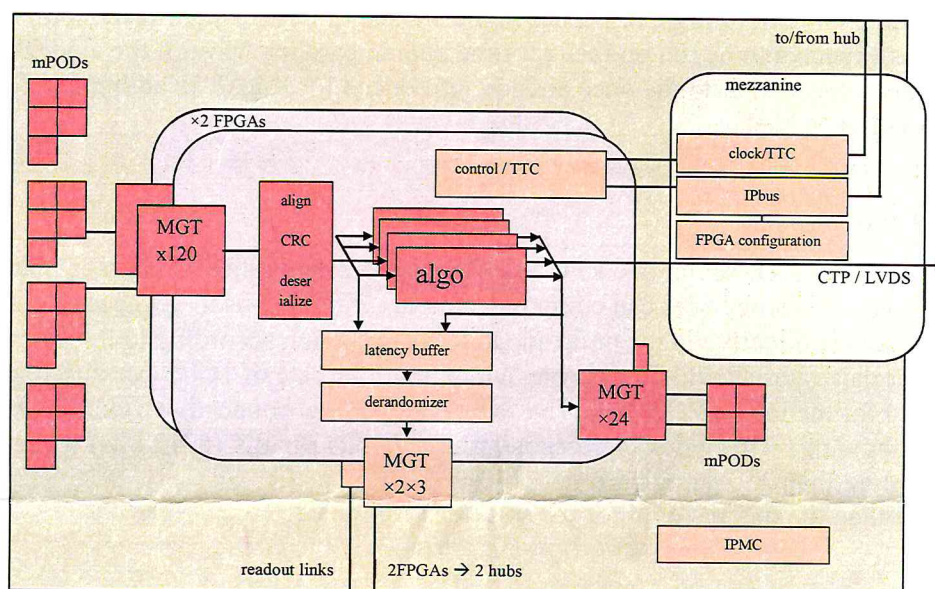 to/from hub
mPODs
mezzanine
×2 FPGAs
clock/TTC
control / TTC
IPbus
align
MGT
x120
CRC
FPGA configuration
algo
CTP / LVDS
deser
ialize
latency buffer
derandomizer
MGT
×24
MGT
×2×3
mPODs
IPMC
readout links
2FPGAs → 2 hubs